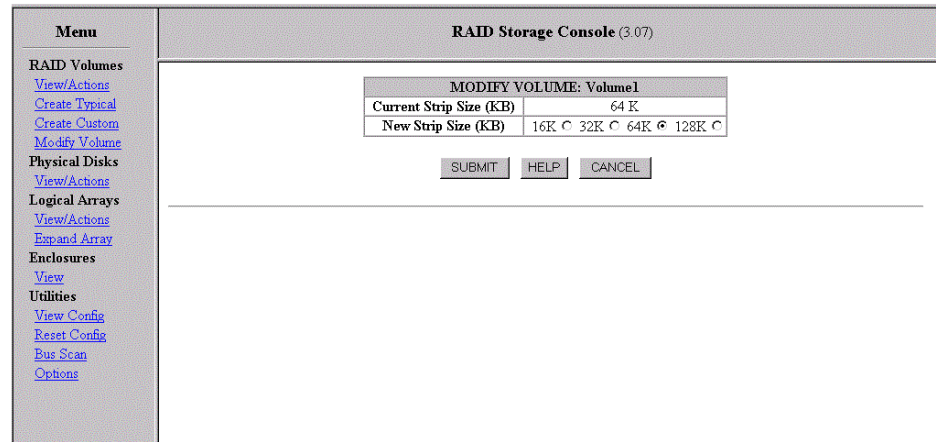 Menu
RAID Volumes
View/Actions
Create Typical
Create Custom
Modify Volume
Physical Disks
View/Actions
Logical Arrays
View/Actions
Expand Array
Enclosures
View
Utilities
View Config
Reset Config
Bus Scan
Options
RAID Storage Console (3.07)
MODIFY VOLUME: Volume1
Current Strip Size (KB) 64 K
New Strip Size (KB) 16K 32K 64K 128K
SUBMIT HELP CANCEL